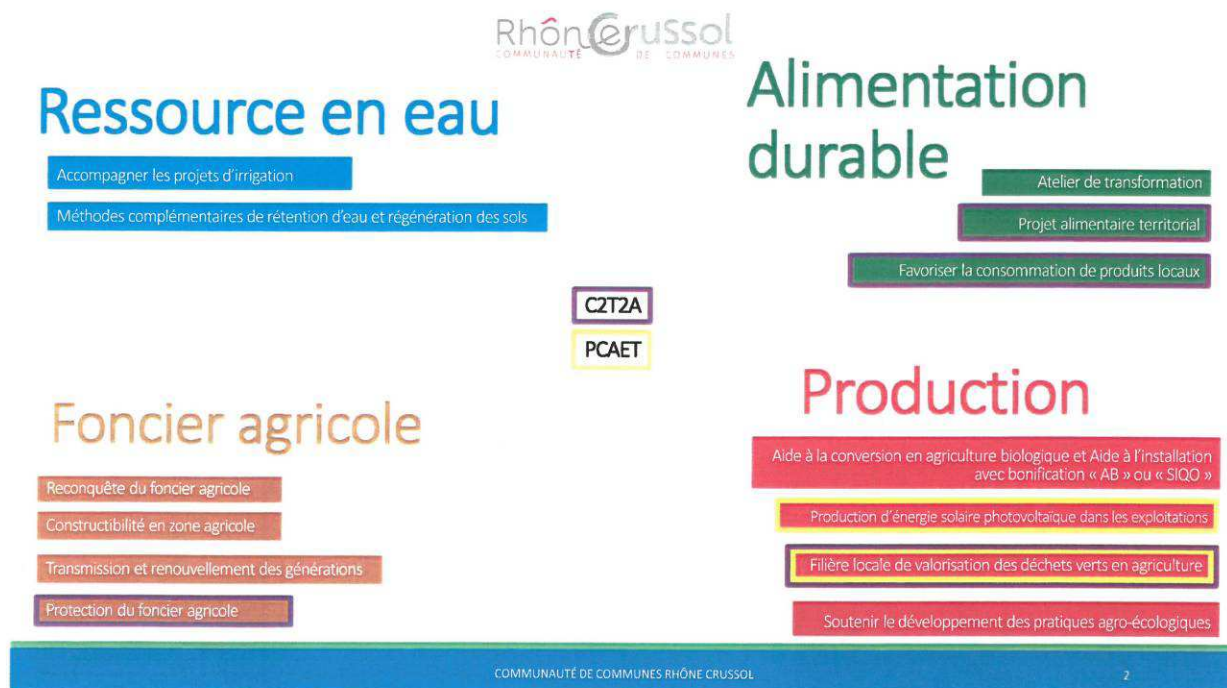 RhôneCrussol
COMMUNAUTÉ DE COMMUNES
Ressource en eau
Accompagner les projets d'irrigation
Méthodes complémentaires de rétention d'eau et régénération des sols
Alimentation
durable
Atelier de transformation
Projet alimentaire territorial
Favoriser la consommation de produits locaux
C2T2A
PCAET
Foncier agricole
Reconquête du foncier agricole
Constructibilité en zone agricole
Transmission et renouvellement des générations
Protection du foncier agricole
Production
Aide à la conversion en agriculture biologique et Aide à l'installation
avec bonification « AB » ou « SIQO »
Production d'énergie solaire photovoltaïque dans les exploitations
Filière locale de valorisation des déchets verts en agriculture
Soutenir le développement des pratiques agro-écologiques
COMMUNAUTÉ DE COMMUNES RHÔNE CRUSSOL
2